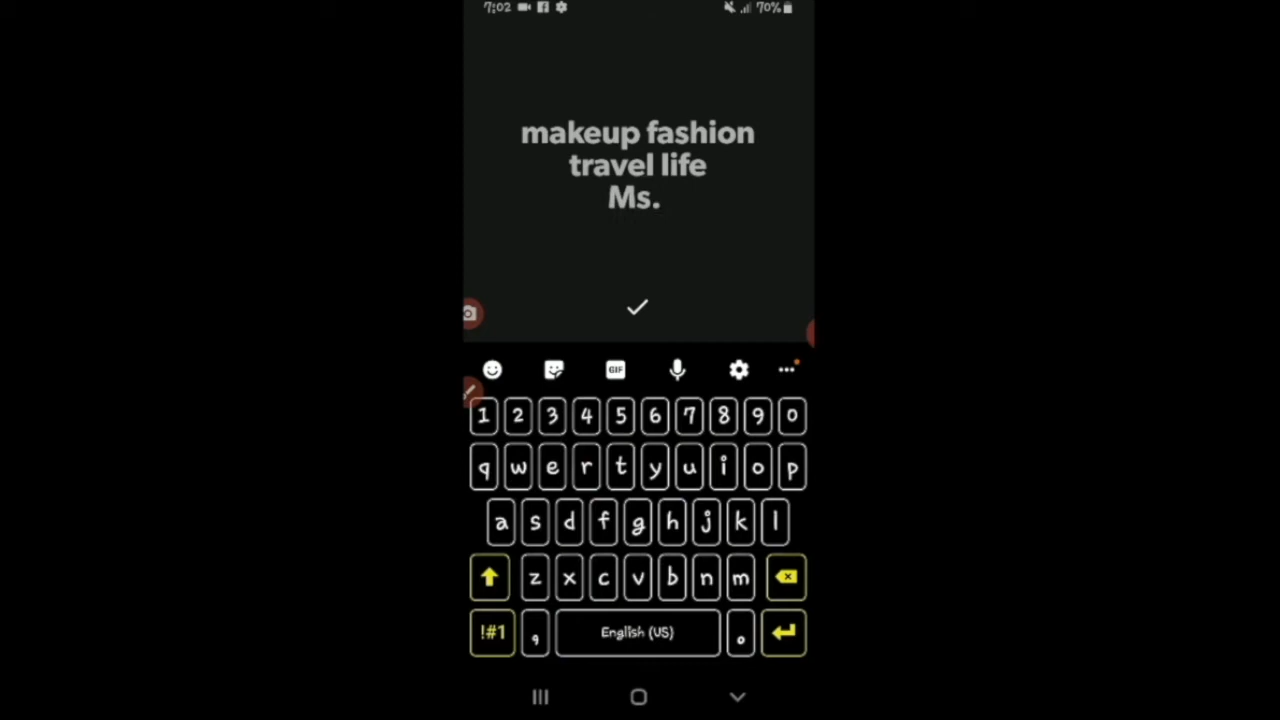 7:02 70%
makeup fashion
travel life
Ms.
GIF
1 2 3 4 5 6 7 8 9 0
q w e r t y u i o p
a s d f g h j k l
z x c v b n m
!#1 , English (US) .